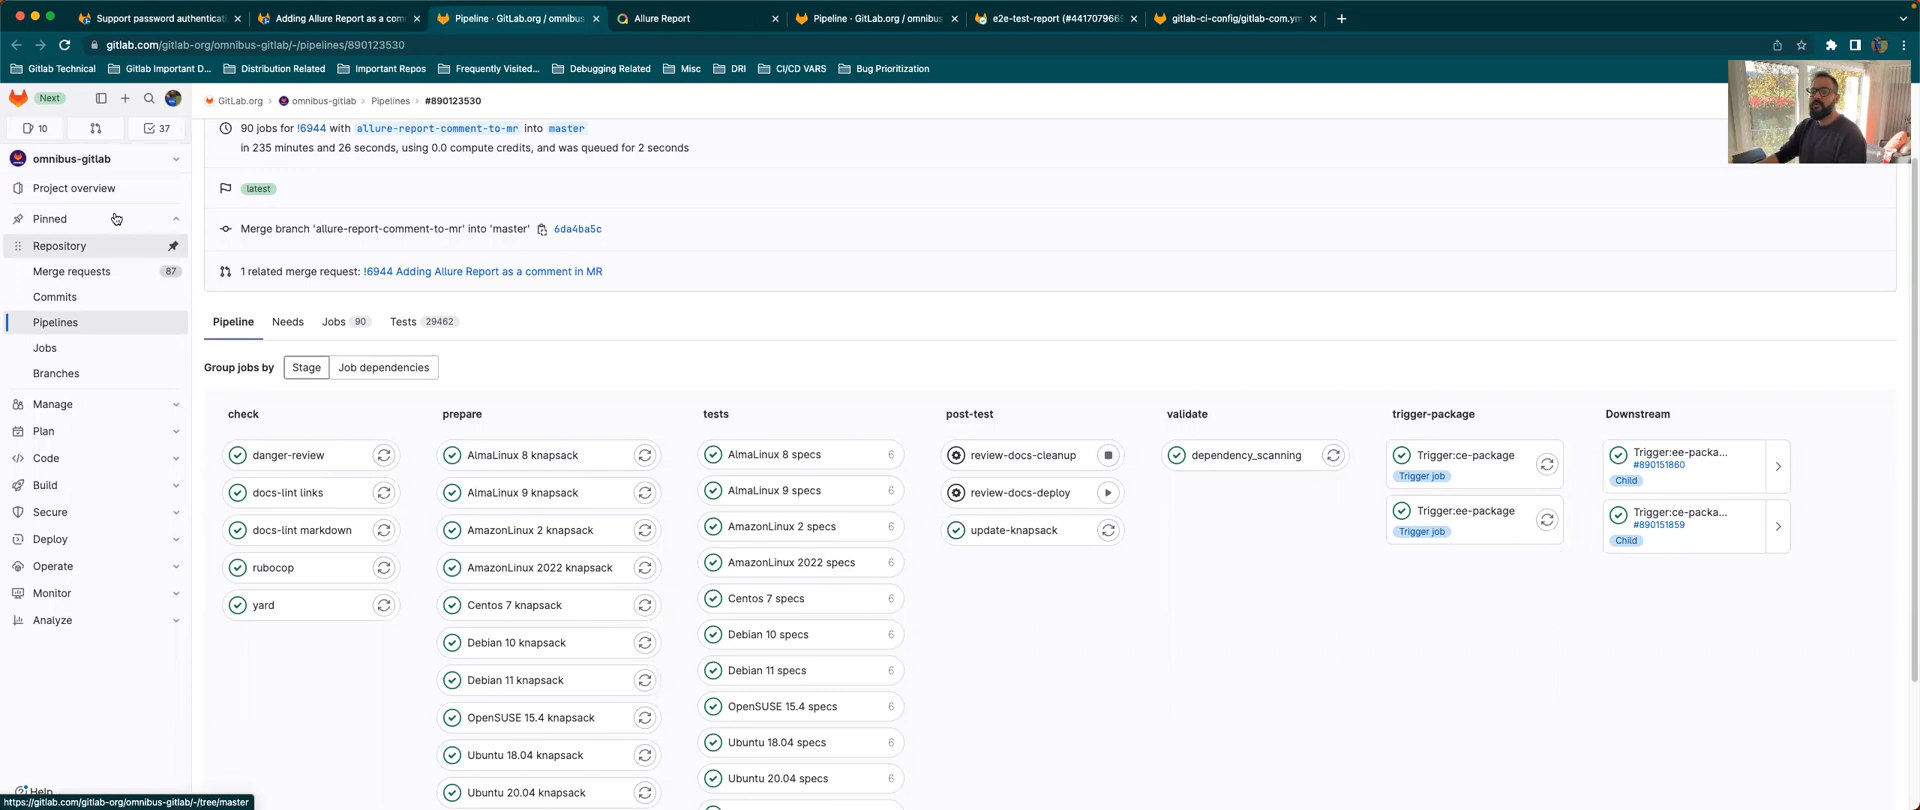 Support password authenticati
Adding Allure Report as a com
Pipeline · GitLab.org / omnibus
Allure Report
Pipeline · GitLab.org / omnibus
e2e-test-report (#4417079669
gitlab-ci-config/gitlab-com.ym
gitlab.com/gitlab-org/omnibus-gitlab/-/pipelines/890123530
Gitlab Technical
Gitlab Important D...
Distribution Related
Important Repos
Frequently Visited...
Debugging Related
Misc
DRI
CI/CD VARS
Bug Prioritization
Next
10
37
omnibus-gitlab
Project overview
Pinned
Repository
Merge requests 87
Commits
Pipelines
Jobs
Branches
Manage
Plan
Code
Build
Secure
Deploy
Operate
Monitor
Analyze
Help
https://gitlab.com/gitlab-org/omnibus-gitlab/-/tree/master
GitLab.org › omnibus-gitlab › Pipelines › #890123530
90 jobs for !6944 with allure-report-comment-to-mr into master
in 235 minutes and 26 seconds, using 0.0 compute credits, and was queued for 2 seconds
latest
Merge branch 'allure-report-comment-to-mr' into 'master' 6da4ba5c
1 related merge request: !6944 Adding Allure Report as a comment in MR
Pipeline Needs Jobs 90 Tests 29462
Group jobs by Stage Job dependencies
check
danger-review
docs-lint links
docs-lint markdown
rubocop
yard
prepare
AlmaLinux 8 knapsack
AlmaLinux 9 knapsack
AmazonLinux 2 knapsack
AmazonLinux 2022 knapsack
Centos 7 knapsack
Debian 10 knapsack
Debian 11 knapsack
OpenSUSE 15.4 knapsack
Ubuntu 18.04 knapsack
Ubuntu 20.04 knapsack
tests
AlmaLinux 8 specs 6
AlmaLinux 9 specs 6
AmazonLinux 2 specs 6
AmazonLinux 2022 specs 6
Centos 7 specs 6
Debian 10 specs 6
Debian 11 specs 6
OpenSUSE 15.4 specs 6
Ubuntu 18.04 specs 6
Ubuntu 20.04 specs 6
post-test
review-docs-cleanup
review-docs-deploy
update-knapsack
validate
dependency_scanning
trigger-package
Trigger:ce-package
Trigger job
Trigger:ee-package
Trigger job
Downstream
Trigger:ee-packa...
#890151860
Child
Trigger:ce-packa...
#890151859
Child